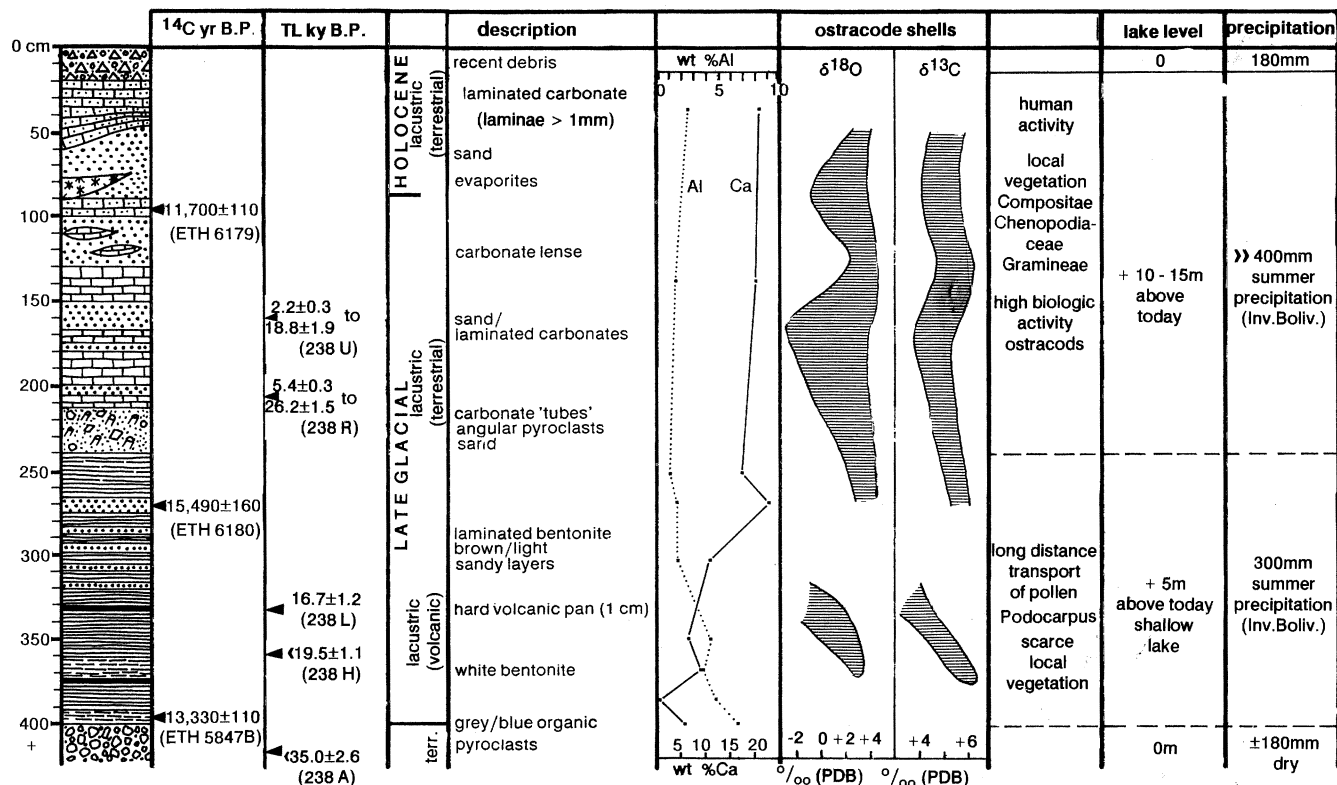 14C yr B.P.
TL ky B.P.
description
ostracode shells
lake level
precipitation
0 cm
50
100
150
200
250
300
350
400
+
11,700±110
(ETH 6179)
15,490±160
(ETH 6180)
13,330±110
(ETH 5847B)
2.2±0.3 to
18.8±1.9
(238 U)
5.4±0.3 to
26.2±1.5
(238 R)
16.7±1.2
(238 L)
‹19.5±1.1
(238 H)
‹35.0±2.6
(238 A)
HOLOCENE
lacustric
(terrestrial)
LATE GLACIAL
lacustric
(terrestrial)
lacustric
(volcanic)
terr.
recent debris
laminated carbonate
(laminae > 1mm)
sand
evaporites
carbonate lense
sand/
laminated carbonates
carbonate 'tubes'
angular pyroclasts
sand
laminated bentonite
brown/light
sandy layers
hard volcanic pan (1 cm)
white bentonite
grey/blue organic
pyroclasts
wt %Al
0 5 10
Al Ca
5 10 20
wt %Ca
δ18O
-2 0 +2 +4
o/oo (PDB)
δ13C
+4 +6
o/oo (PDB)
human
activity
local
vegetation
Compositae
Chenopodia-
ceae
Gramineae
high biologic
activity
ostracods
long distance
transport
of pollen
Podocarpus
scarce
local
vegetation
0
+ 10 - 15m
above
today
+ 5m
above today
shallow
lake
0m
180mm
»400mm
summer
precipitation
(Inv.Boliv.)
300mm
summer
precipitation
(Inv.Boliv.)
±180mm
dry